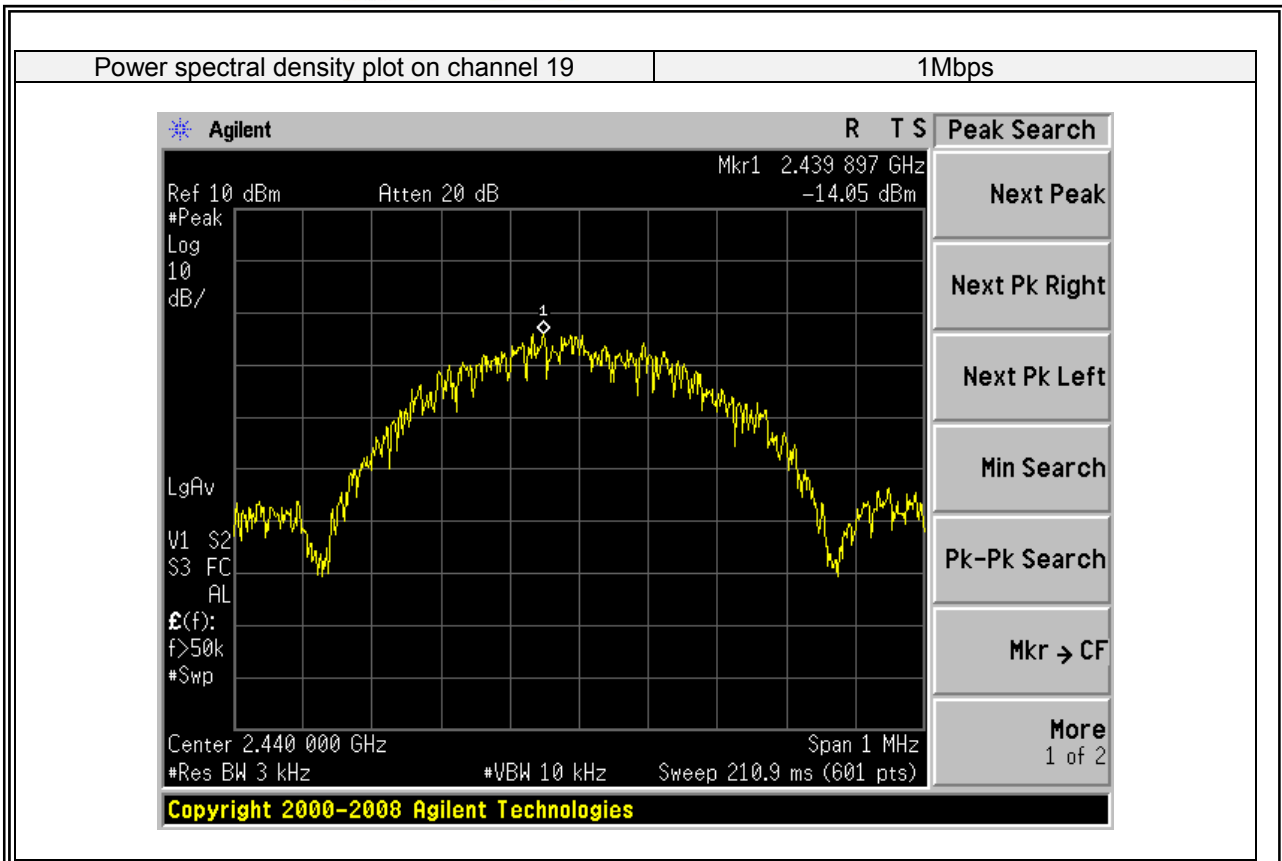 Power spectral density plot on channel 19 1Mbps
Agilent R T S Peak Search
Mkr1 2.439 897 GHz
Ref 10 dBm Atten 20 dB -14.05 dBm
#Peak
Log
10
dB/
1
LgAv
V1 S2
S3 FC
AL
£(f):
f>50k
#Swp
Center 2.440 000 GHz Span 1 MHz
#Res BW 3 kHz #VBW 10 kHz Sweep 210.9 ms (601 pts)
Copyright 2000-2008 Agilent Technologies
Next Peak
Next Pk Right
Next Pk Left
Min Search
Pk-Pk Search
Mkr → CF
More
1 of 2